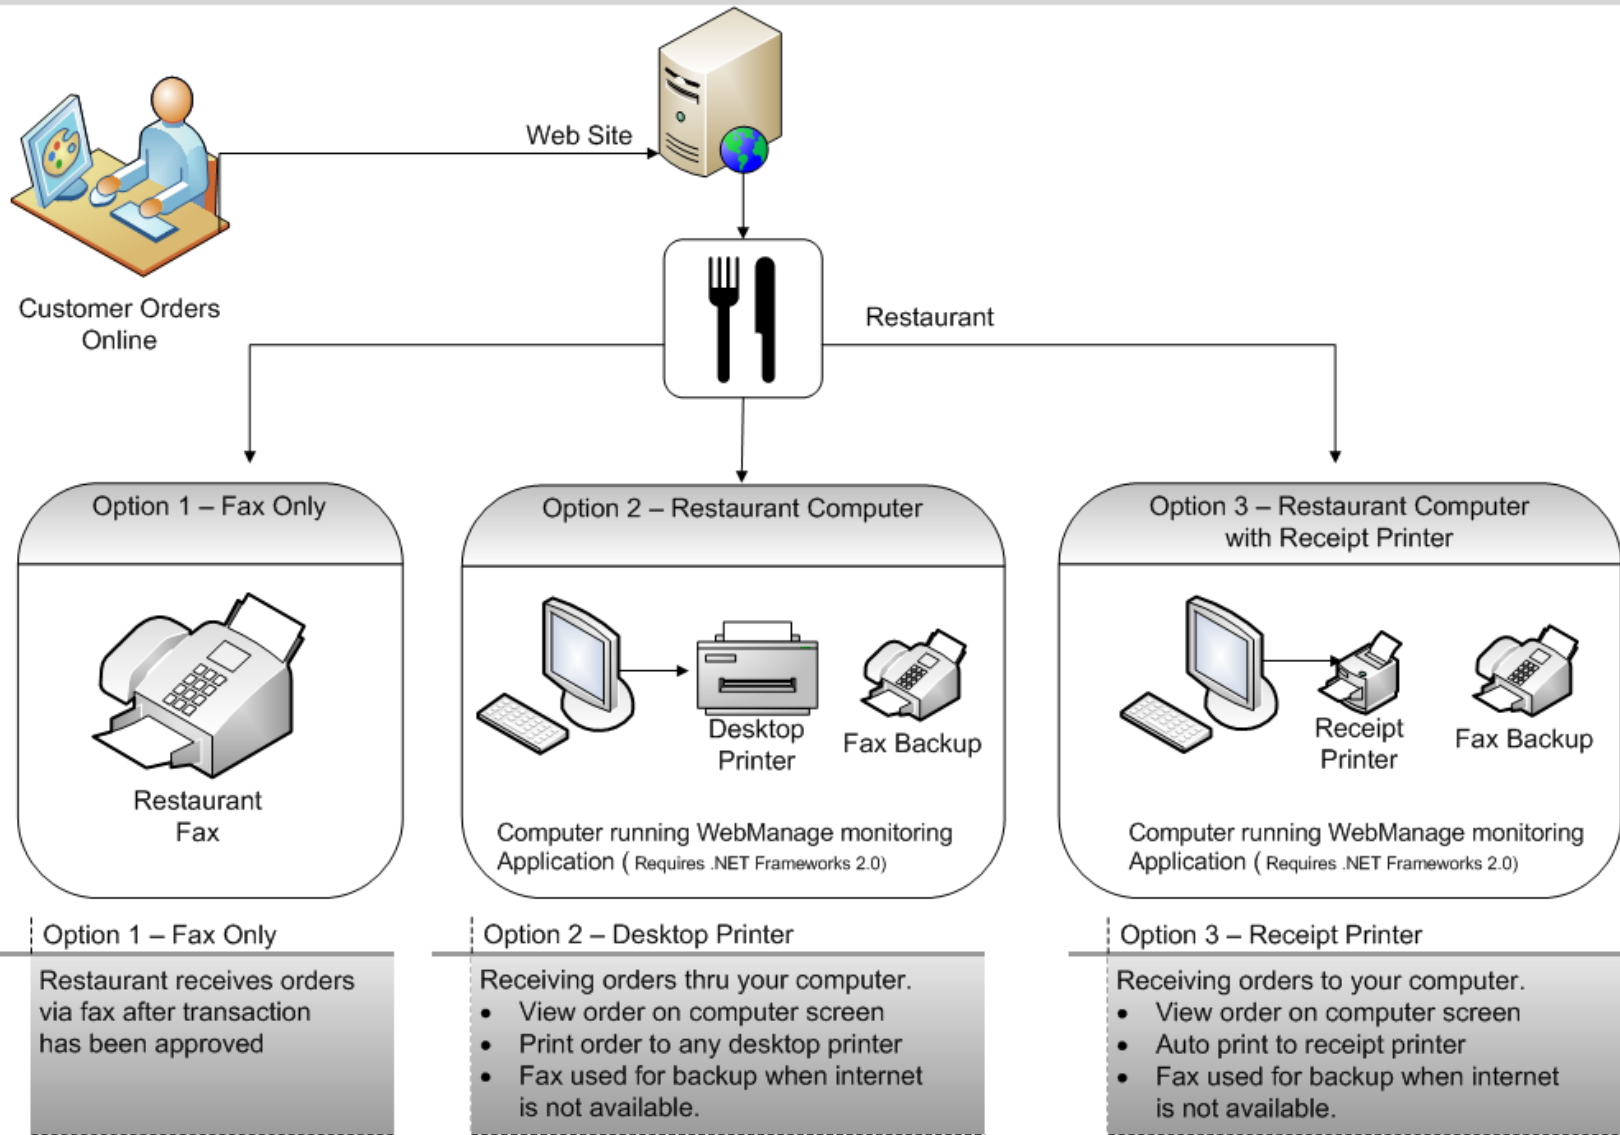 Web Site
Customer Orders
Online
Restaurant
Option 1 – Fax Only
Restaurant
Fax
Option 2 – Restaurant Computer
Desktop
Printer
Fax Backup
Computer running WebManage monitoring
Application ( Requires .NET Frameworks 2.0)
Option 3 – Restaurant Computer
with Receipt Printer
Receipt
Printer
Fax Backup
Computer running WebManage monitoring
Application ( Requires .NET Frameworks 2.0)
Option 1 – Fax Only
Restaurant receives orders
via fax after transaction
has been approved
Option 2 – Desktop Printer
Receiving orders thru your computer.
• View order on computer screen
• Print order to any desktop printer
• Fax used for backup when internet
is not available.
Option 3 – Receipt Printer
Receiving orders to your computer.
• View order on computer screen
• Auto print to receipt printer
• Fax used for backup when internet
is not available.